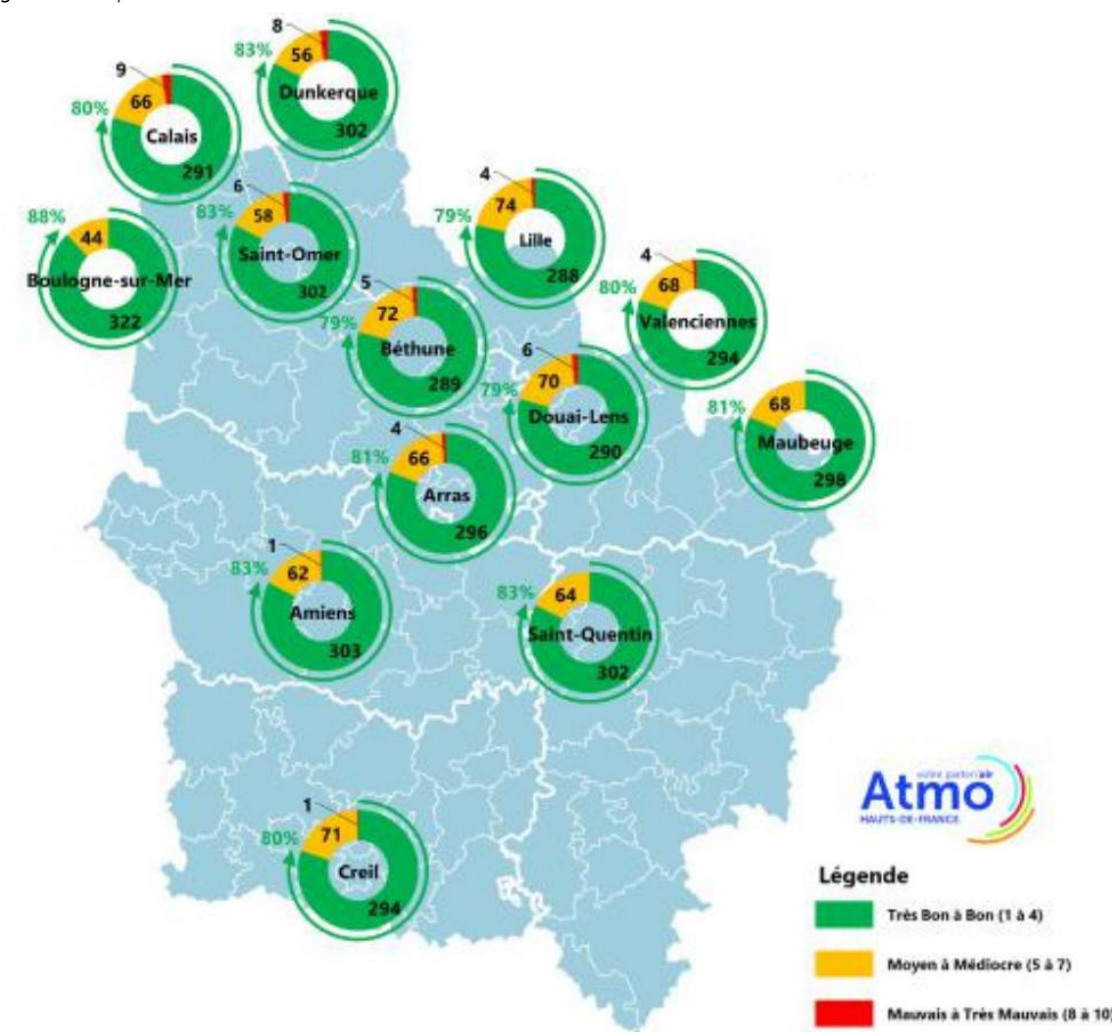 8
83%
56
Dunkerque
302
9
80%
66
Calais
291
6
83%
58
Saint-Omer
302
4
79%
74
Lille
288
88%
44
Boulogne-sur-Mer
322
5
79%
72
Béthune
289
4
80%
68
Valenciennes
294
6
79%
70
Douai-Lens
290
81%
68
Maubeuge
298
4
81%
66
Arras
296
1
83%
62
Amiens
303
83%
64
Saint-Quentin
302
1
80%
71
Creil
294
Atmo
HAUTS-DE-FRANCE
Légende
Très Bon à Bon (1 à 4)
Moyen à Médiocre (5 à 7)
Mauvais à Très Mauvais (8 à 10)